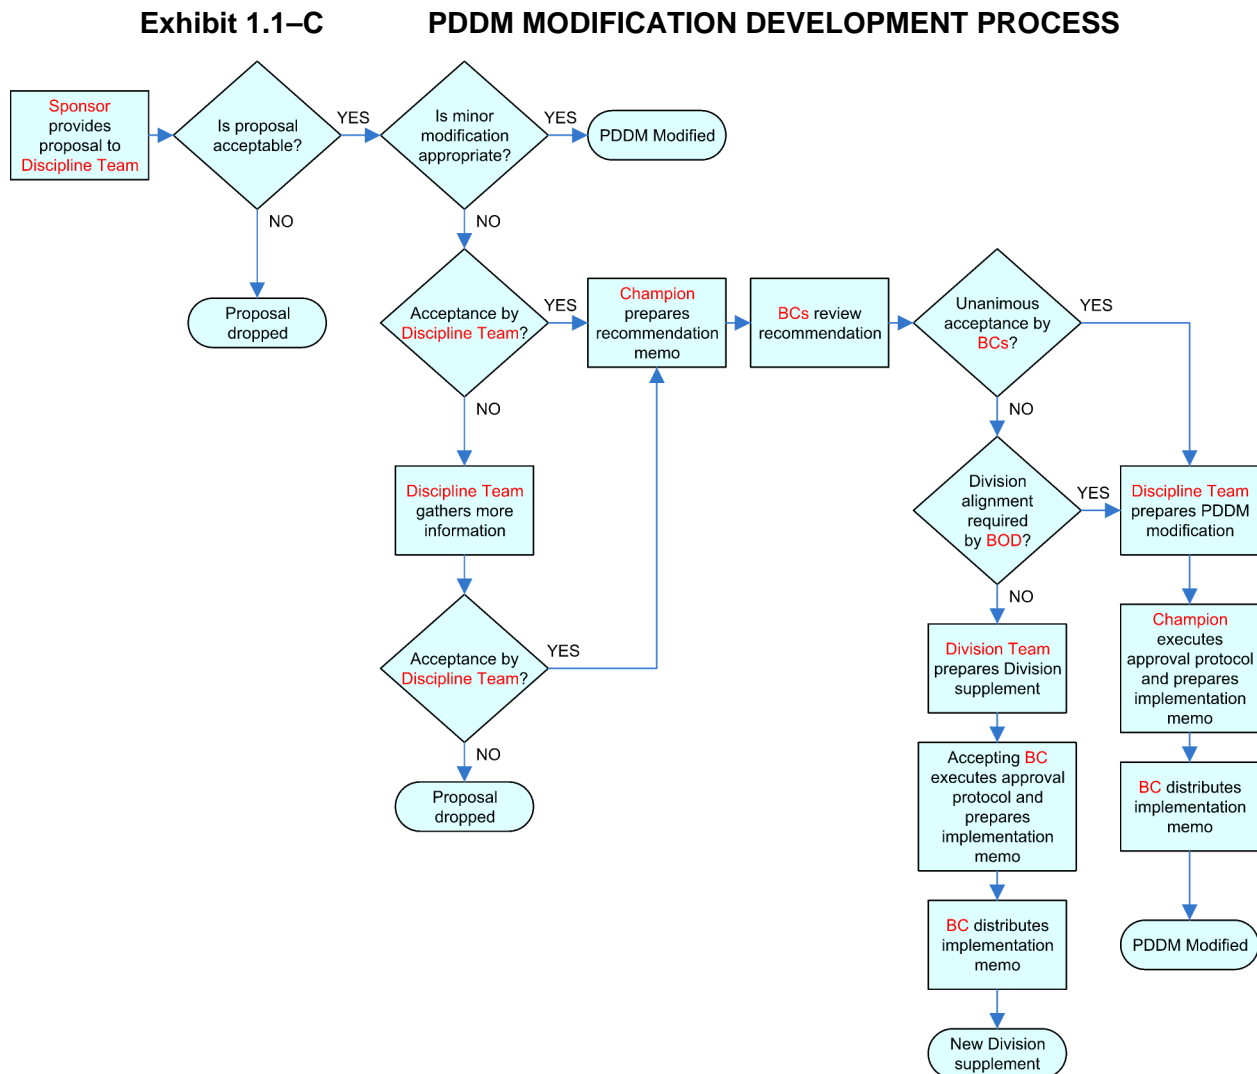 Exhibit 1.1–C PDDM MODIFICATION DEVELOPMENT PROCESS
Sponsor
provides
proposal to
Discipline Team
Is proposal
acceptable?
YES
NO
Proposal
dropped
Is minor
modification
appropriate?
YES
PDDM Modified
NO
Acceptance by
Discipline Team?
YES
NO
Champion
prepares
recommendation
memo
BCs review
recommendation
Unanimous
acceptance by
BCs?
YES
NO
Discipline Team
gathers more
information
Acceptance by
Discipline Team?
YES
NO
Proposal
dropped
Division
alignment
required
by BOD?
YES
NO
Discipline Team
prepares PDDM
modification
Division Team
prepares Division
supplement
Champion
executes
approval protocol
and prepares
implementation
memo
Accepting BC
executes approval
protocol and
prepares
implementation
memo
BC distributes
implementation
memo
BC distributes
implementation
memo
PDDM Modified
New Division
supplement